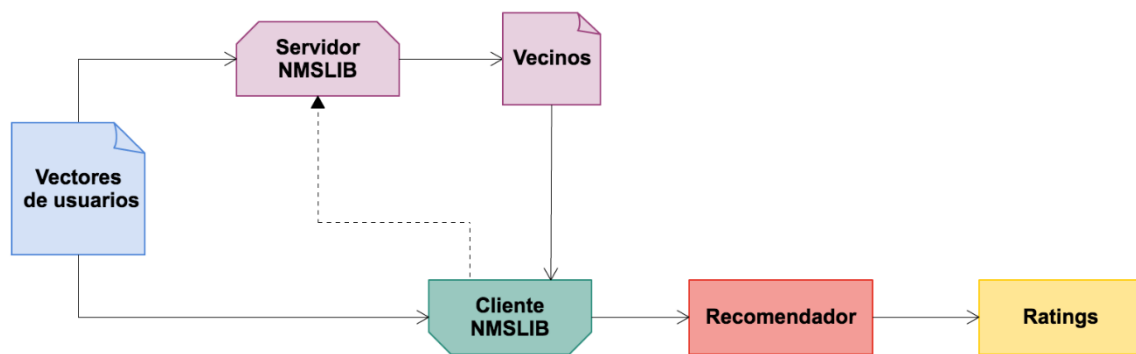 Servidor
NMSLIB
Vecinos
Vectores
de usuarios
Cliente
NMSLIB
Recomendador
Ratings